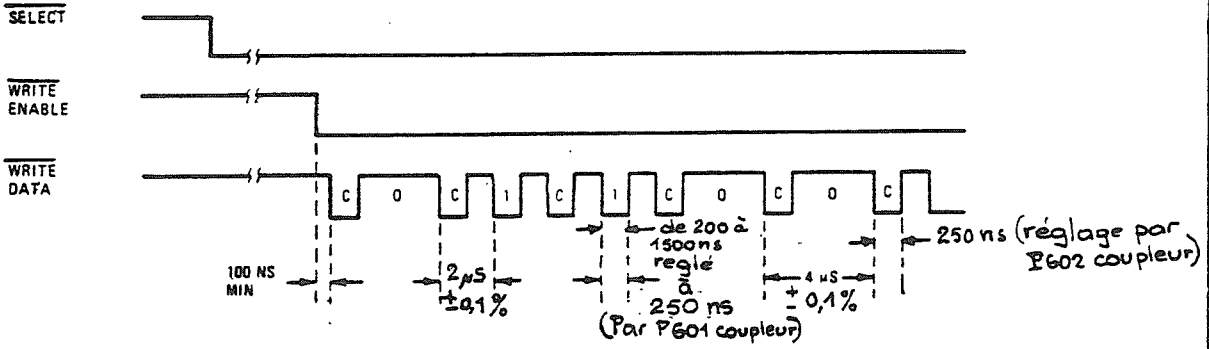 SELECT
WRITE
ENABLE
WRITE
DATA
C 0 C 1 C 1 C 0 C 0 C
100 NS
MIN
2 µS
± 0,1 %
de 200 à
1500 ns
reglé
à
250 ns
(Par P601 coupleur)
4 µS
± 0,1 %
250 ns (réglage par
P602 coupleur)